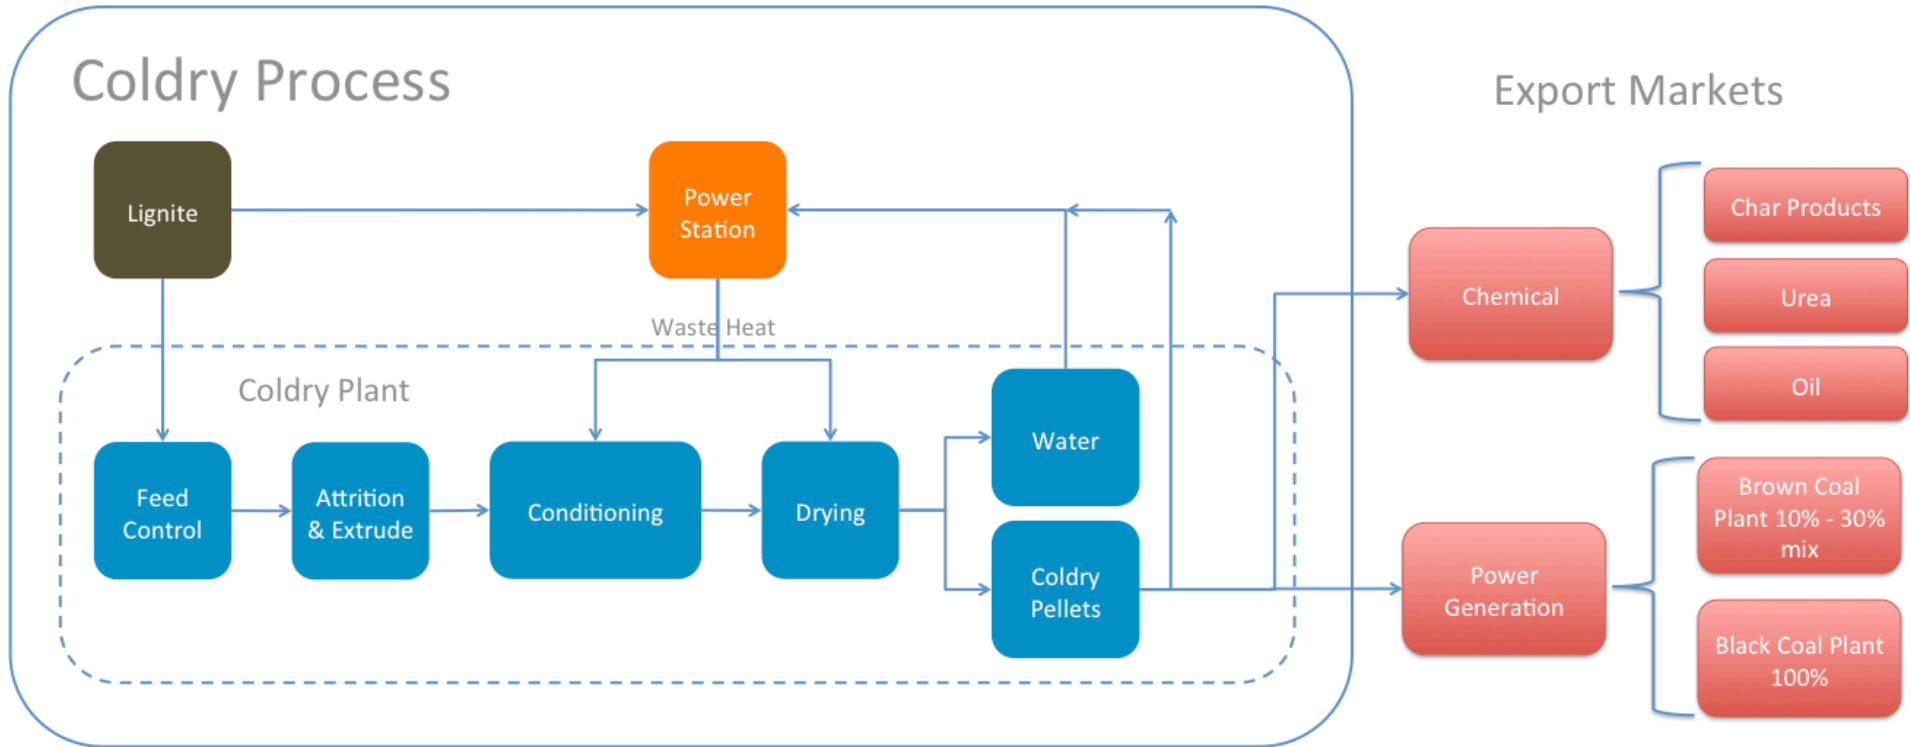 Coldry Process
Export Markets
Lignite
Power
Station
Char Products
Chemical
Urea
Waste Heat
Oil
Coldry Plant
Water
Feed
Control
Attrition
& Extrude
Conditioning
Drying
Coldry
Pellets
Brown Coal
Plant 10% - 30%
mix
Power
Generation
Black Coal Plant
100%